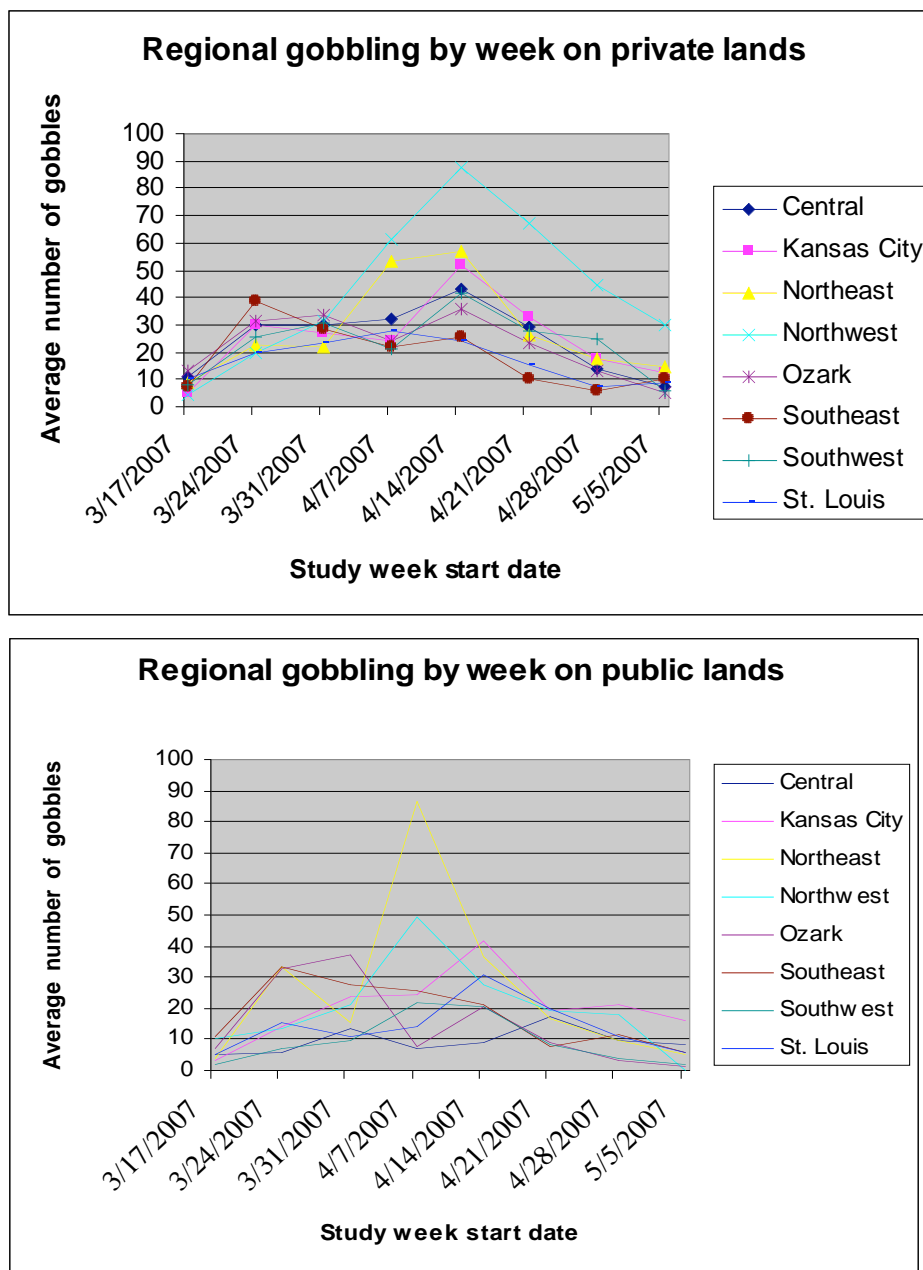 Regional gobbling by week on private lands
Average number of gobbles
100
90
80
70
60
50
40
30
20
10
0
3/17/2007
3/24/2007
3/31/2007
4/7/2007
4/14/2007
4/21/2007
4/28/2007
5/5/2007
Study week start date
Central
Kansas City
Northeast
Northwest
Ozark
Southeast
Southwest
St. Louis
Regional gobbling by week on public lands
Average number of gobbles
100
90
80
70
60
50
40
30
20
10
0
3/17/2007
3/24/2007
3/31/2007
4/7/2007
4/14/2007
4/21/2007
4/28/2007
5/5/2007
Study week start date
Central
Kansas City
Northeast
Northwest
Ozark
Southeast
Southwest
St. Louis